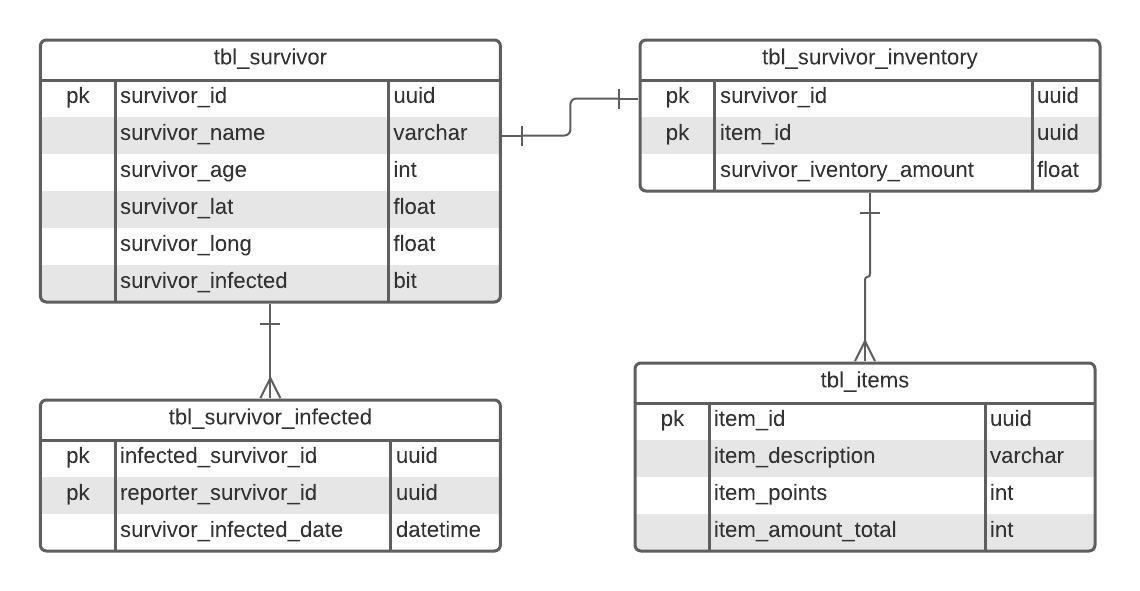 tbl_survivor
pk survivor_id uuid
survivor_name varchar
survivor_age int
survivor_lat float
survivor_long float
survivor_infected bit
tbl_survivor_inventory
pk survivor_id uuid
pk item_id uuid
survivor_iventory_amount float
tbl_survivor_infected
pk infected_survivor_id uuid
pk reporter_survivor_id uuid
survivor_infected_date datetime
tbl_items
pk item_id uuid
item_description varchar
item_points int
item_amount_total int